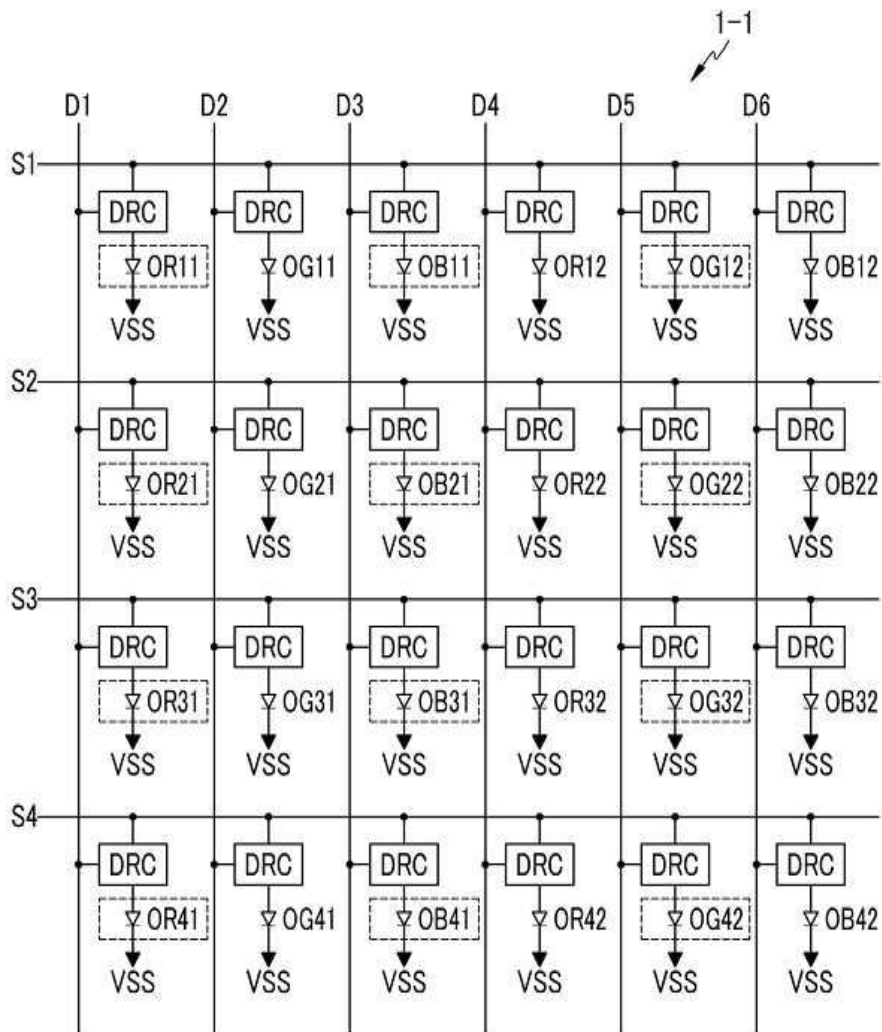 1-1
D1 D2 D3 D4 D5 D6
S1
DRC DRC DRC DRC DRC DRC
OR11 OG11 OB11 OR12 OG12 OB12
VSS VSS VSS VSS VSS VSS
S2
DRC DRC DRC DRC DRC DRC
OR21 OG21 OB21 OR22 OG22 OB22
VSS VSS VSS VSS VSS VSS
S3
DRC DRC DRC DRC DRC DRC
OR31 OG31 OB31 OR32 OG32 OB32
VSS VSS VSS VSS VSS VSS
S4
DRC DRC DRC DRC DRC DRC
OR41 OG41 OB41 OR42 OG42 OB42
VSS VSS VSS VSS VSS VSS